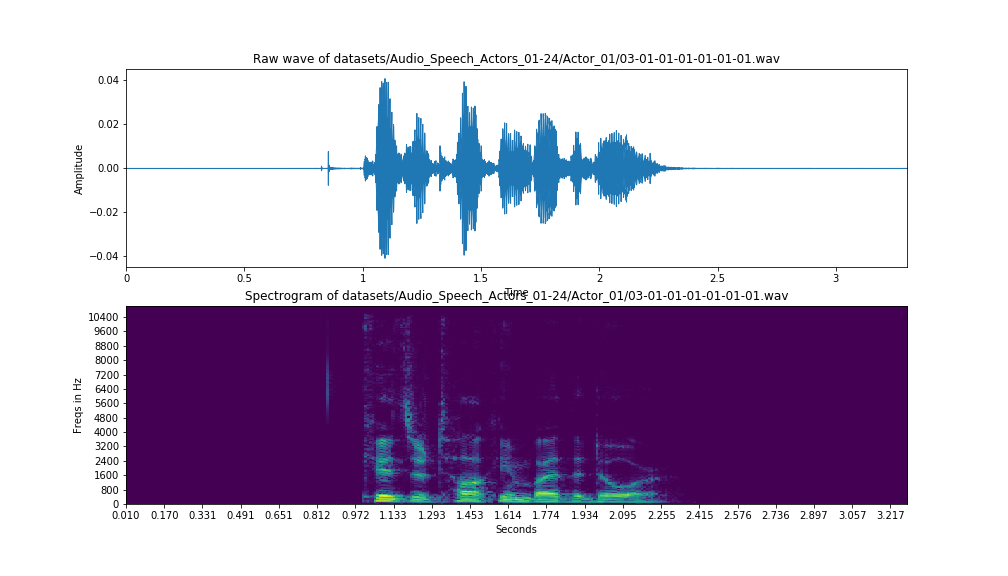 Raw wave of datasets/Audio_Speech_Actors_01-24/Actor_01/03-01-01-01-01-01-01.wav
0.04
0.02
0.00
−0.02
−0.04
Amplitude
0 0.5 1 1.5 2 2.5 3
Time
Spectrogram of datasets/Audio_Speech_Actors_01-24/Actor_01/03-01-01-01-01-01-01.wav
10400
9600
8800
8000
7200
6400
5600
4800
4000
3200
2400
1600
800
0
Freqs in Hz
0.010 0.170 0.331 0.491 0.651 0.812 0.972 1.133 1.293 1.453 1.614 1.774 1.934 2.095 2.255 2.415 2.576 2.736 2.897 3.057 3.217
Seconds